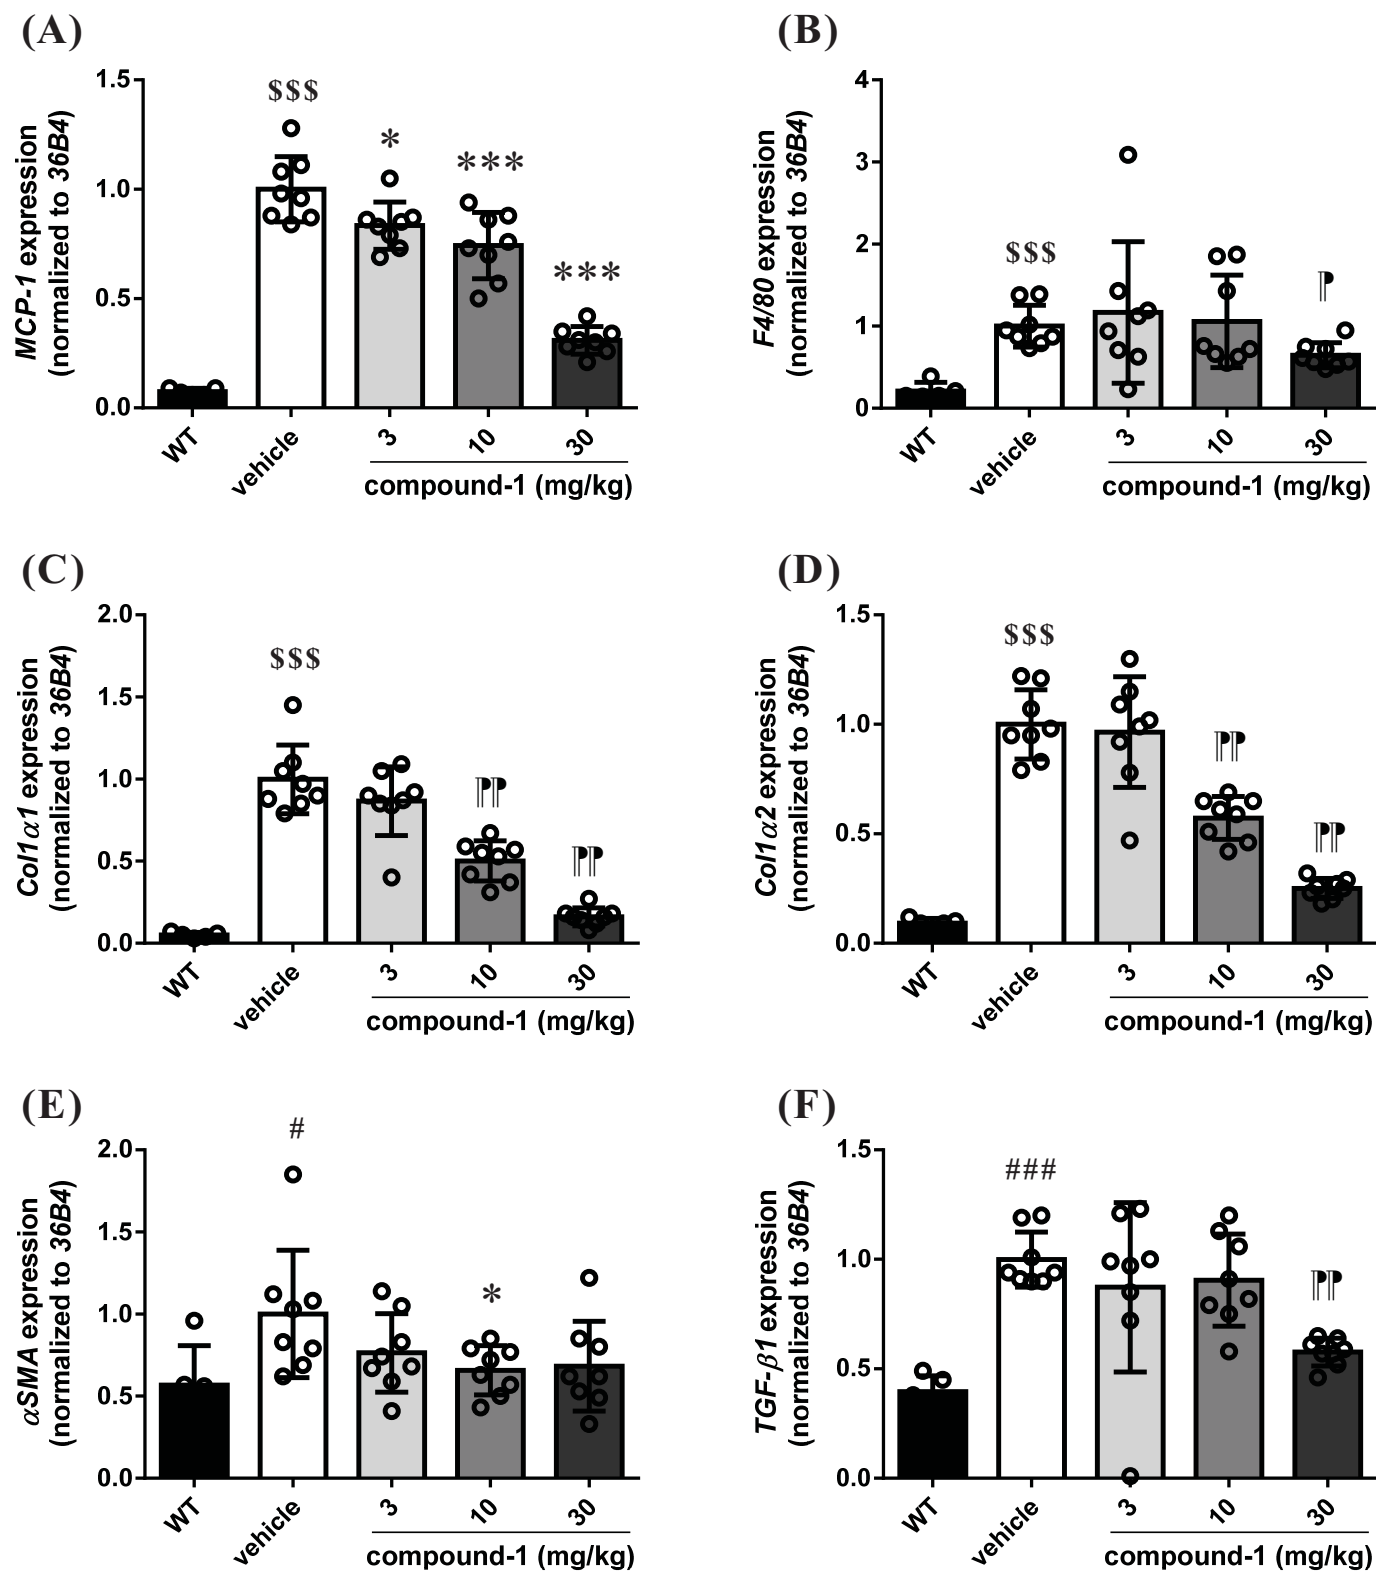 (A)
MCP-1 expression
(normalized to 36B4)
1.5
1.0
0.5
0.0
$$$
*
***
***
WT
vehicle
3
10
30
compound-1 (mg/kg)
(B)
F4/80 expression
(normalized to 36B4)
4
3
2
1
0
$$$
⁋
WT
vehicle
3
10
30
compound-1 (mg/kg)
(C)
Col1α1 expression
(normalized to 36B4)
2.0
1.5
1.0
0.5
0.0
$$$
⁋⁋
⁋⁋
WT
vehicle
3
10
30
compound-1 (mg/kg)
(D)
Col1α2 expression
(normalized to 36B4)
1.5
1.0
0.5
0.0
$$$
⁋⁋
⁋⁋
WT
vehicle
3
10
30
compound-1 (mg/kg)
(E)
αSMA expression
(normalized to 36B4)
2.0
1.5
1.0
0.5
0.0
#
*
WT
vehicle
3
10
30
compound-1 (mg/kg)
(F)
TGF-β1 expression
(normalized to 36B4)
1.5
1.0
0.5
0.0
###
⁋⁋
WT
vehicle
3
10
30
compound-1 (mg/kg)